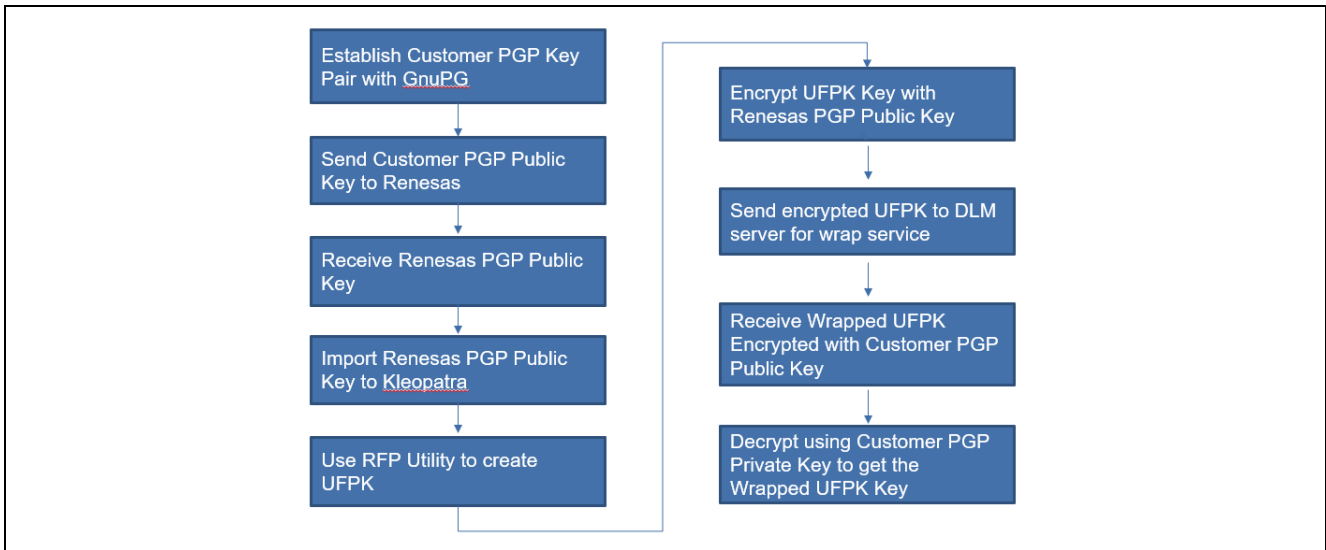 Establish Customer PGP Key
Pair with GnuPG
Send Customer PGP Public
Key to Renesas
Receive Renesas PGP Public
Key
Import Renesas PGP Public
Key to Kleopatra
Use RFP Utility to create
UFPK
Encrypt UFPK Key with
Renesas PGP Public Key
Send encrypted UFPK to DLM
server for wrap service
Receive Wrapped UFPK
Encrypted with Customer PGP
Public Key
Decrypt using Customer PGP
Private Key to get the
Wrapped UFPK Key